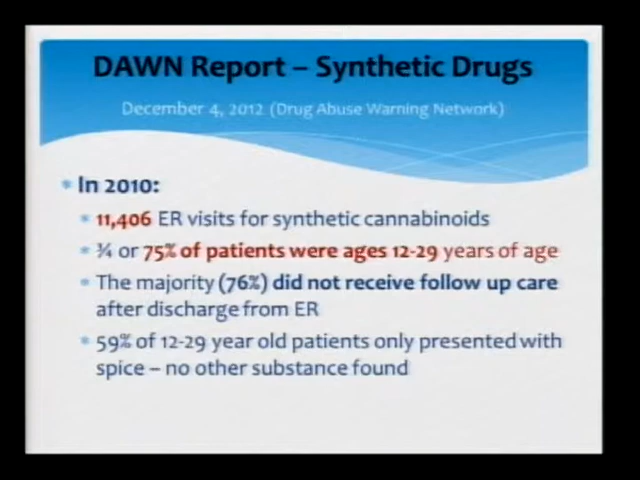 DAWN Report – Synthetic Drugs
December 4, 2012 (Drug Abuse Warning Network)
* In 2010:
* 11,406 ER visits for synthetic cannabinoids
* ¾ or 75% of patients were ages 12-29 years of age
* The majority (76%) did not receive follow up care
after discharge from ER
* 59% of 12-29 year old patients only presented with
spice – no other substance found